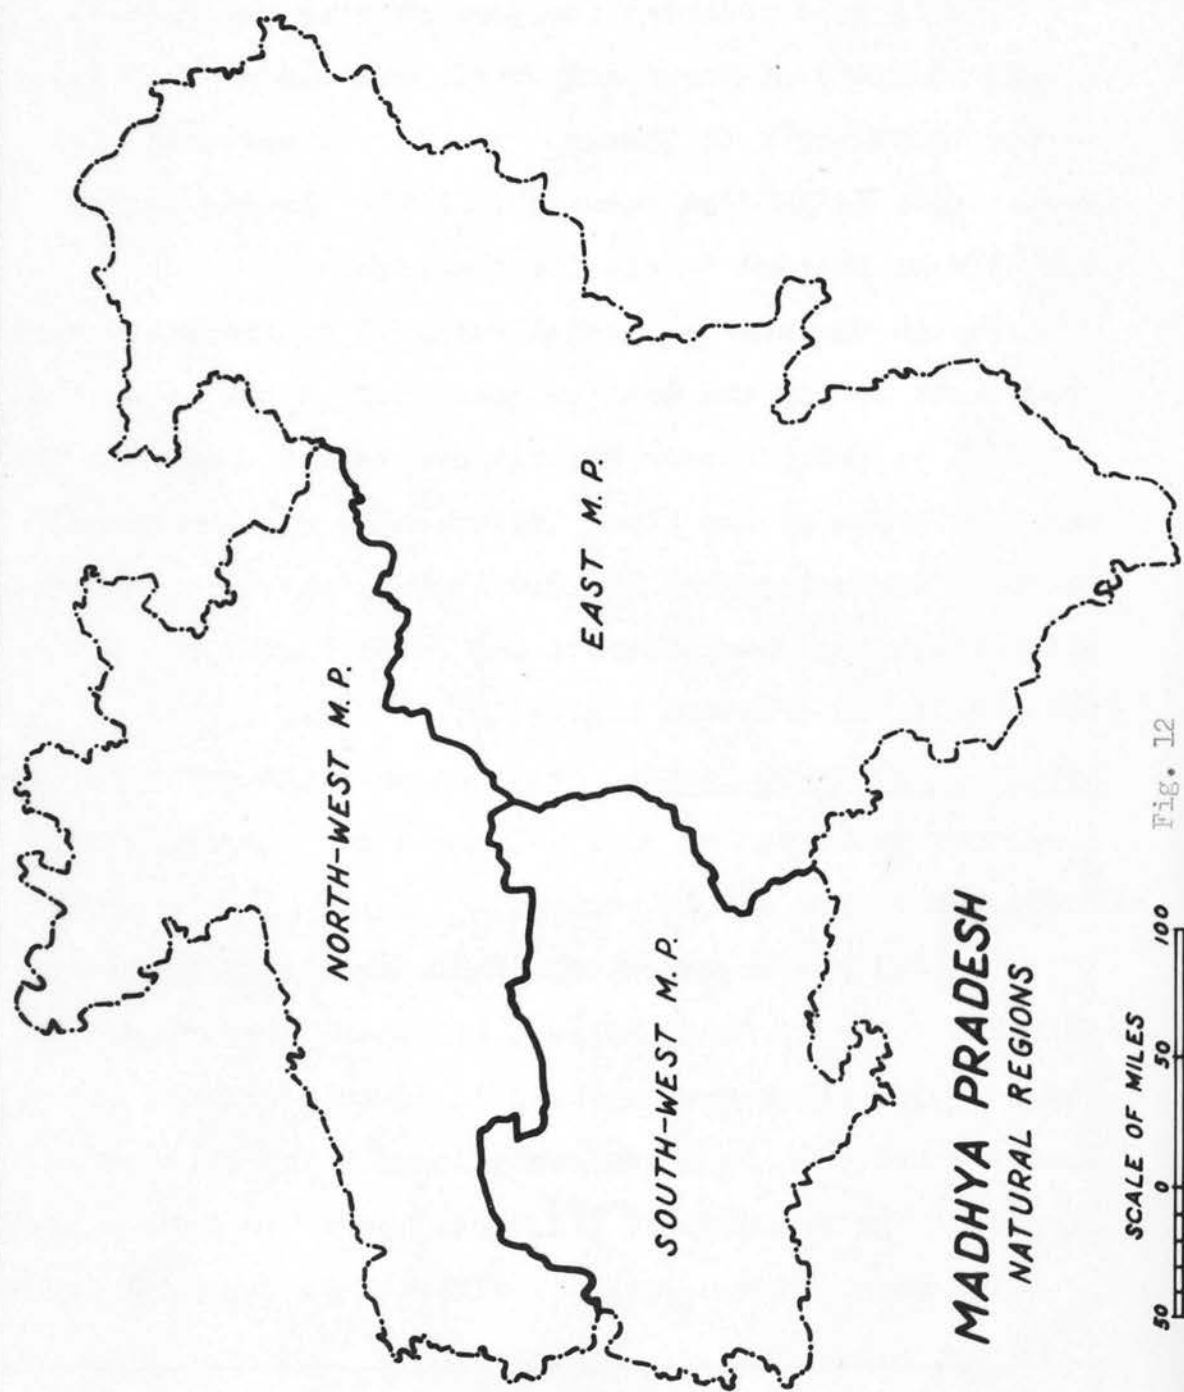 NORTH-WEST M. P.
EAST M. P.
SOUTH-WEST M. P.
MADHYA PRADESH
NATURAL REGIONS
SCALE OF MILES
50 0 50 100
Fig. 12